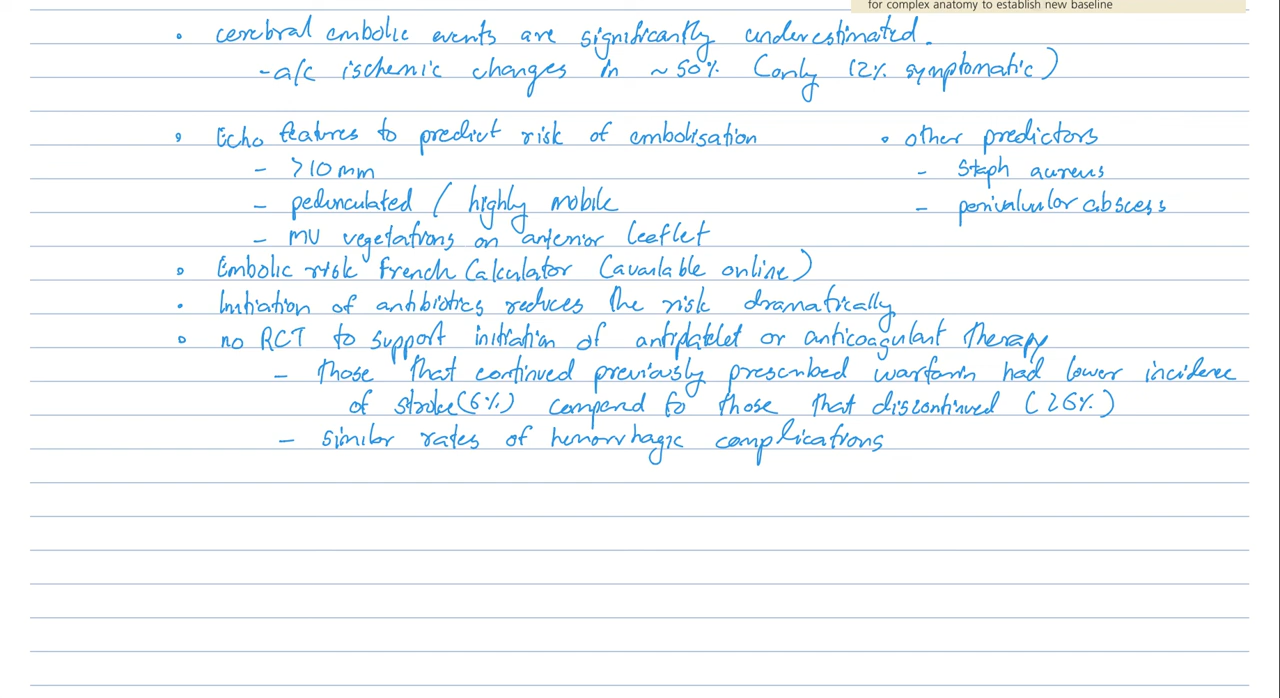 for complex anatomy to establish new baseline
• cerebral embolic events are significantly underestimated.
- a/c ischemic changes in ~50% (only 12% symptomatic)
• Echo features to predict risk of embolisation
- >10mm
- pedunculated / highly mobile
- MV vegetations on anterior leaflet
• other predictors
- Staph aureus
- perivalvular abscess
• Embolic risk French Calculator (available online)
• Initiation of antibiotics reduces the risk dramatically
• no RCT to support initiation of antiplatelet or anticoagulant therapy
- those that continued previously prescribed warfarin had lower incidence
of stroke (6%) compared to those that discontinued (26%)
- similar rates of hemorrhagic complications